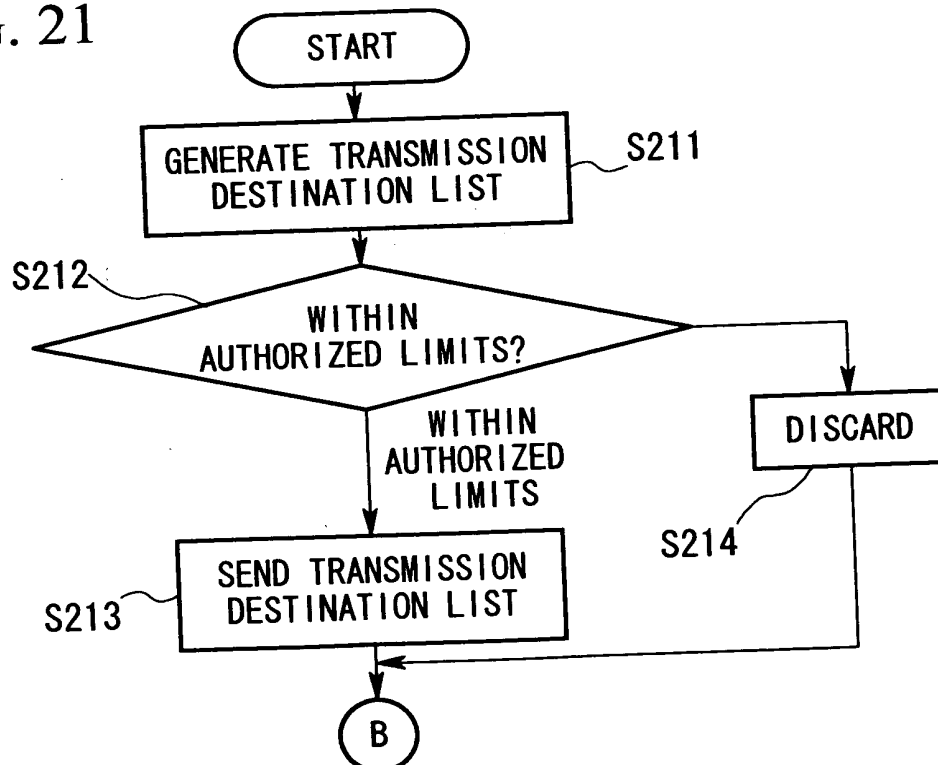 G. 21
START
GENERATE TRANSMISSION
DESTINATION LIST
S211
S212
WITHIN
AUTHORIZED LIMITS?
WITHIN
AUTHORIZED
LIMITS
DISCARD
S214
SEND TRANSMISSION
DESTINATION LIST
S213
B